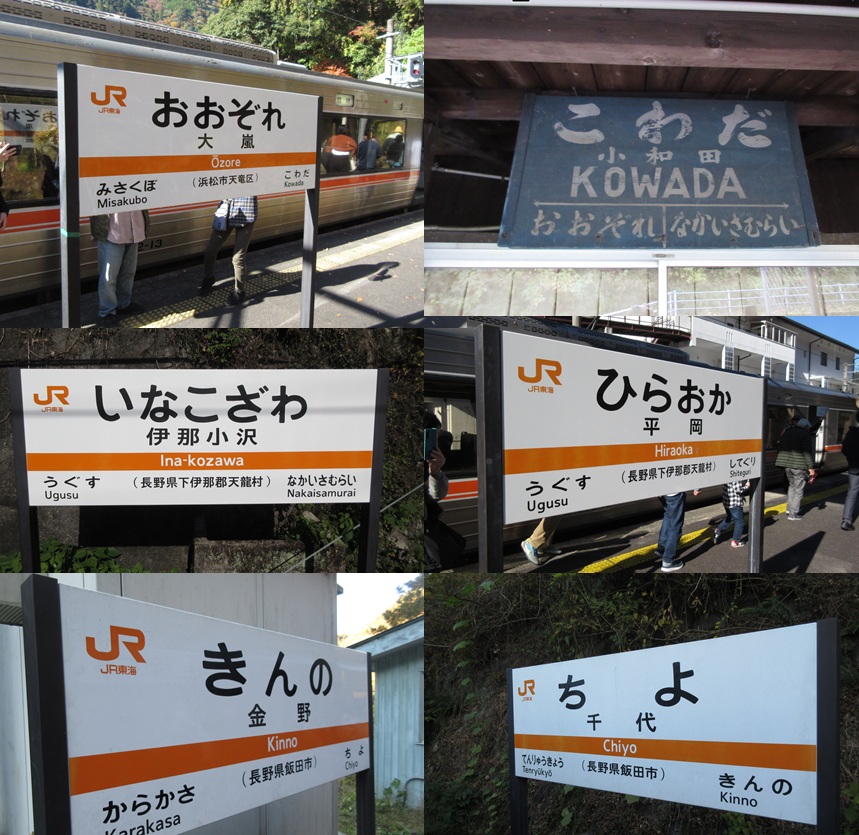 JR
JR東海
おおぞれ
大嵐
Ōzore
みさくぼ
Misakubo
(浜松市天竜区)
こわだ
Kowada
2-13
こわだ
小和田
KOWADA
おおぞれ なかいさむらい
JR
JR東海
いなこざわ
伊那小沢
Ina-kozawa
うぐす
Ugusu
(長野県下伊那郡天龍村)
なかいさむらい
Nakaisamurai
JR
JR東海
ひらおか
平岡
Hiraoka
うぐす
Ugusu
(長野県下伊那郡天龍村)
してぐり
Shiteguri
JR
JR東海
きんの
金野
Kinno
からかさ
Karakasa
(長野県飯田市)
ちよ
Chiyo
JR
JR東海
ちよ
千代
Chiyo
てんりゅうきょう
Tenryūkyō
(長野県飯田市)
きんの
Kinno